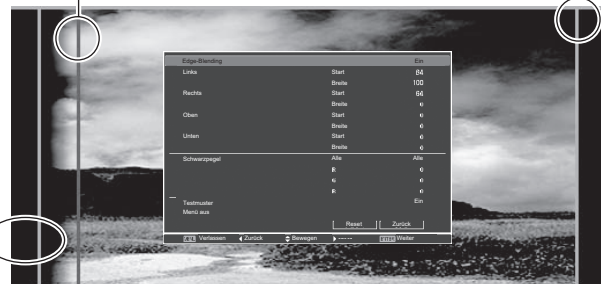 Edge-Blending Ein
Links Start 84
Breite 100
Rechts Start 64
Breite 0
Oben Start 0
Breite 0
Unten Start 0
Breite 0
Schwarzpegel Alle Alle
R 0
G 0
0
Testmuster Ein
Menü aus
Reset Zurück
Verlassen Zurück Bewegen ----- Weiter